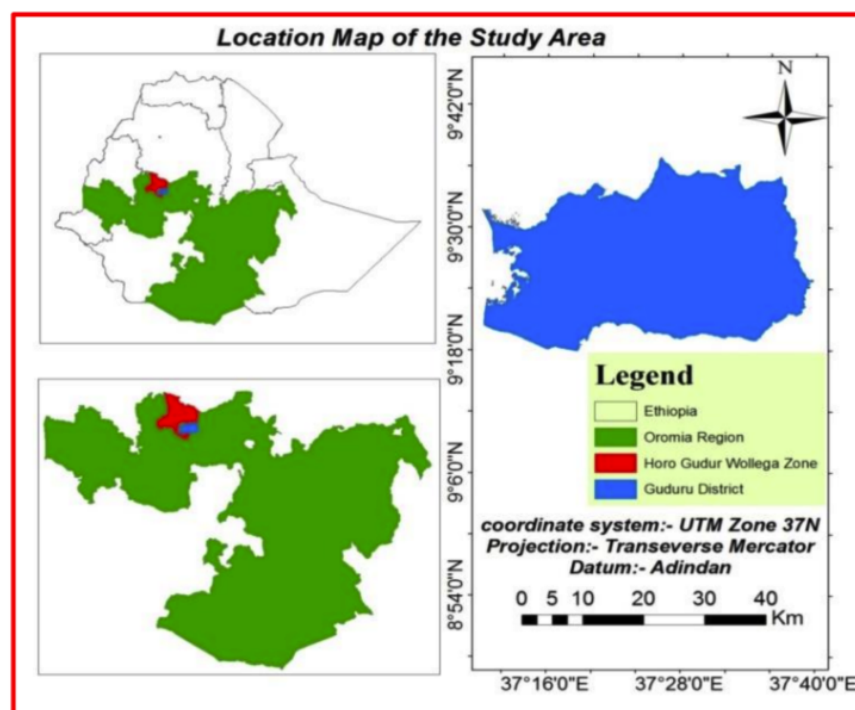 Location Map of the Study Area
N
9°42'0"N
9°30'0"N
9°18'0"N
9°6'0"N
8°54'0"N
Legend
Ethiopia
Oromia Region
Horo Gudur Wollega Zone
Guduru District
coordinate system:- UTM Zone 37N
Projection:- Transeverse Mercator
Datum:- Adindan
0 5 10 20 30 40
Km
37°16'0"E 37°28'0"E 37°40'0"E